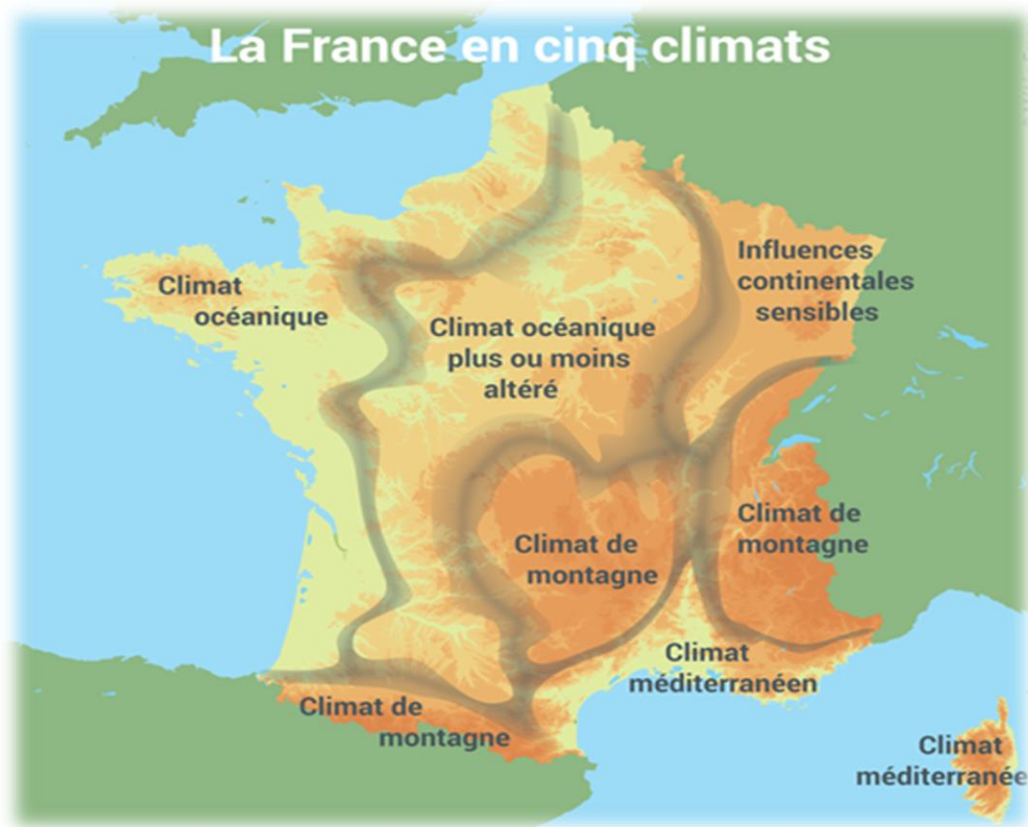 La France en cinq climats
Influences
continentales
sensibles
Climat
océanique
Climat océanique
plus ou moins
altéré
Climat de
montagne
Climat de
montagne
Climat
méditerranéen
Climat de
montagne
Climat
méditerranée